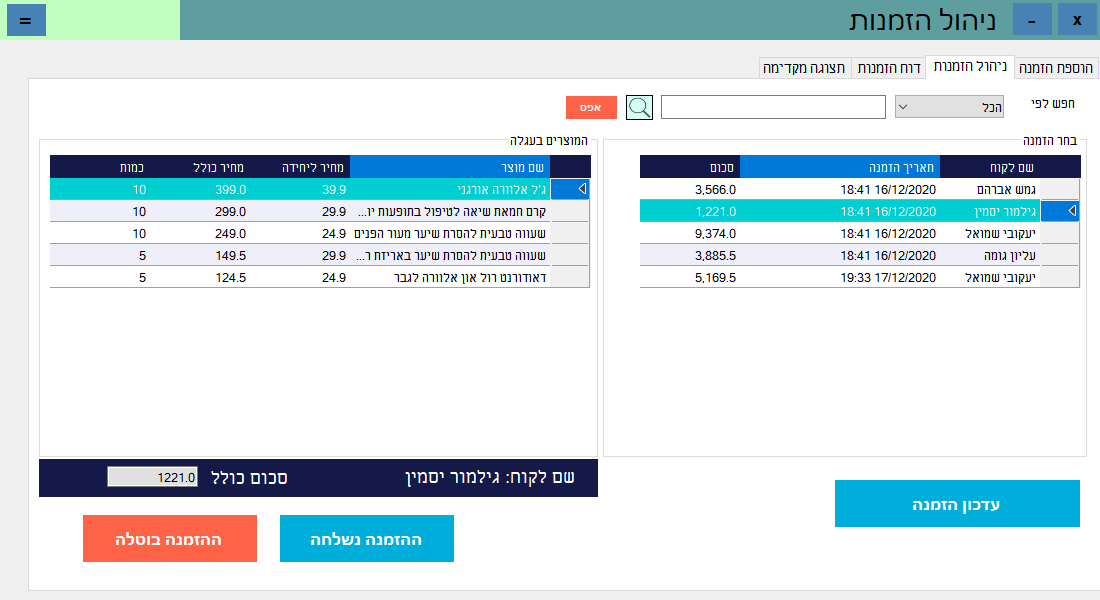 ניהול הזמנות
x
-
=
הוספת הזמנה
ניהול הזמנות
דוח הזמנות
תצוגה מקדימה
חפש לפי
הכל
אפס
בחר הזמנה
שם לקוח תאריך הזמנה סכום
גמש אברהם 16/12/2020 18:41 3,566.0
גילמור יסמין 16/12/2020 18:41 1,221.0
יעקובי שמואל 16/12/2020 18:41 9,374.0
עליון גומה 16/12/2020 18:41 3,885.5
יעקובי שמואל 17/12/2020 19:33 5,169.5
המוצרים בעגלה
שם מוצר מחיר ליחידה מחיר כולל כמות
ג'ל אלוורה אורגני 39.9 399.0 10
קרם חמאת שיאה לטיפול בתופעות יו... 29.9 299.0 10
שעווה טבעית להסרת שיער מעור הפנים 24.9 249.0 10
שעווה טבעית להסרת שיער באריזת ר... 29.9 149.5 5
דאודורנט רול און אלוורה לגבר 24.9 124.5 5
שם לקוח: גילמור יסמין סכום כולל 1221.0
עדכון הזמנה
ההזמנה נשלחה
ההזמנה בוטלה